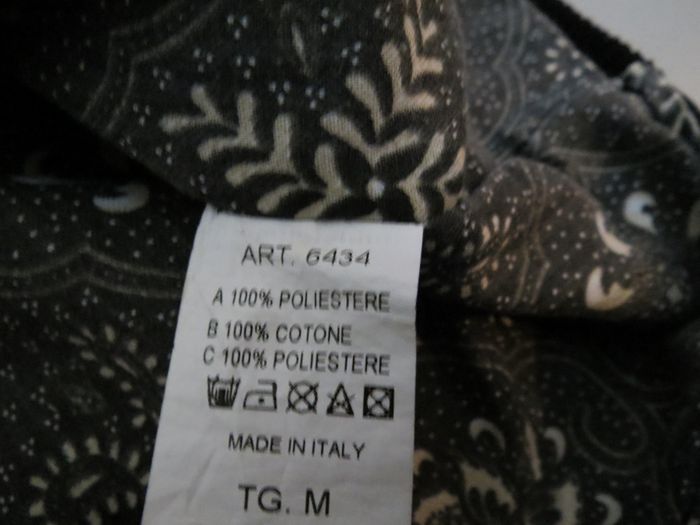 ART. 6434
A 100% POLIESTERE
B 100% COTONE
C 100% POLIESTERE
MADE IN ITALY
TG. M